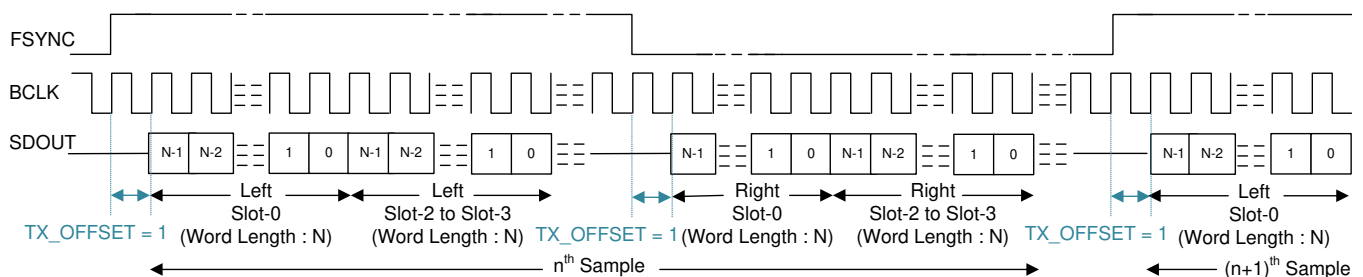 FSYNC
BCLK
SDOUT
N-1 N-2 1 0 N-1 N-2 1 0 N-1 1 0 N-1 N-2 1 0 N-1 N-2 1 0
Left Left Right Right Left
Slot-0 Slot-2 to Slot-3 Slot-0 Slot-2 to Slot-3 Slot-0
TX_OFFSET = 1 (Word Length : N) (Word Length : N) TX_OFFSET = 1 (Word Length : N) (Word Length : N) TX_OFFSET = 1 (Word Length : N)
nth Sample (n+1)th Sample